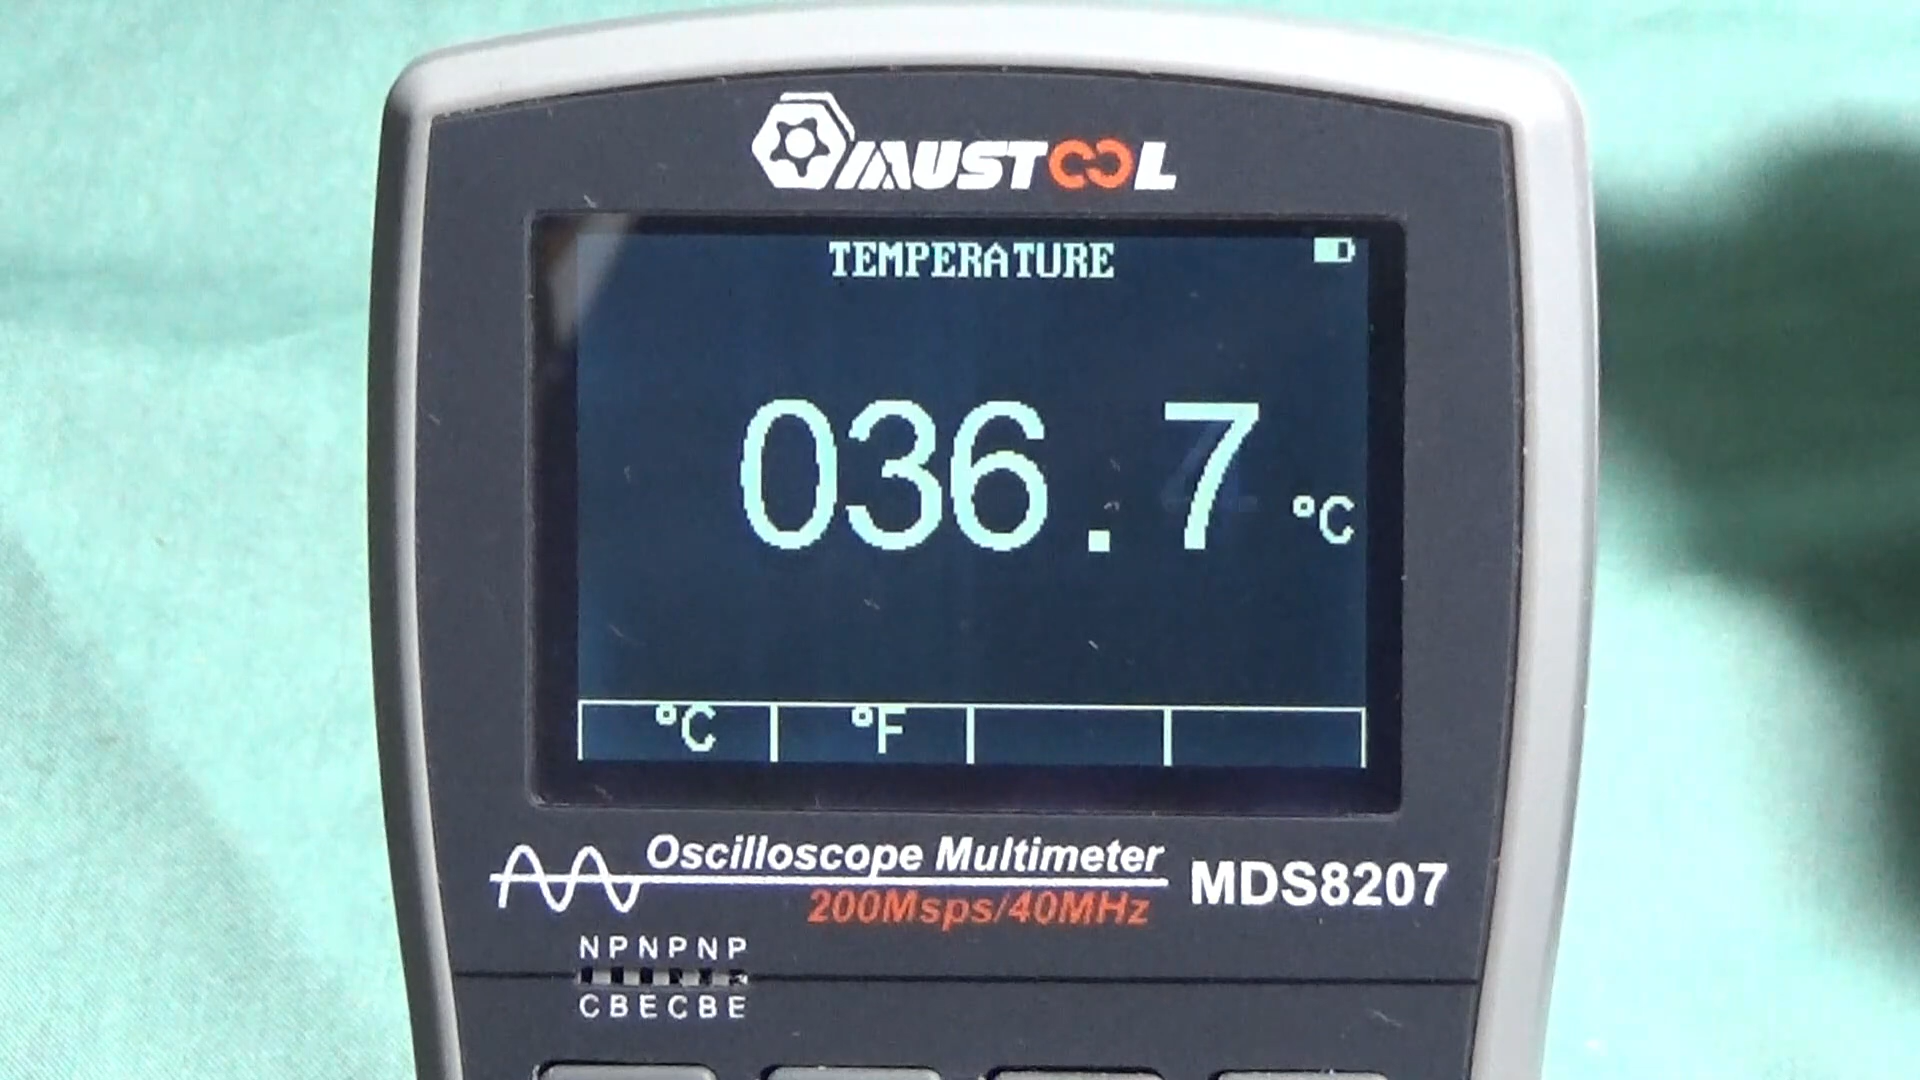 MUSTOOL
TEMPERATURE
036.7 °C
°C °F
Oscilloscope Multimeter
200Msps/40MHz
MDS8207
NPNPNP
CBECBE